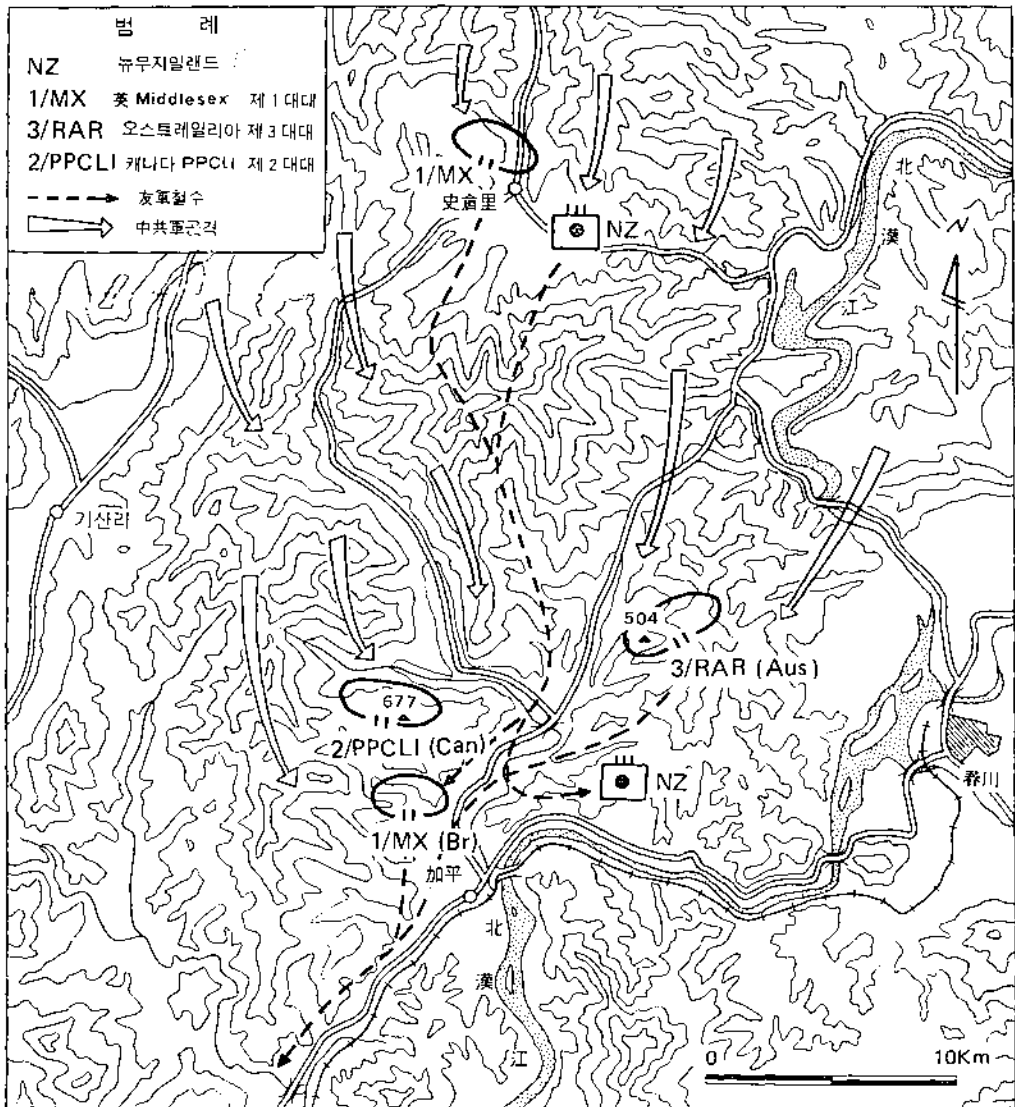 범 례
NZ 뉴우지일랜드
1/MX 英 Middlesex 제1대대
3/RAR 오스트레일리아 제3대대
2/PPCLI 캐나다 PPCLI 제2대대
友軍철수
中共軍공격
1/MX
史倉里
NZ
北
漢
江
N
기산리
504
3/RAR (Aus)
677
2/PPCLI (Can)
NZ
春川
1/MX (Br)
加平
北
漢
江
0 10Km